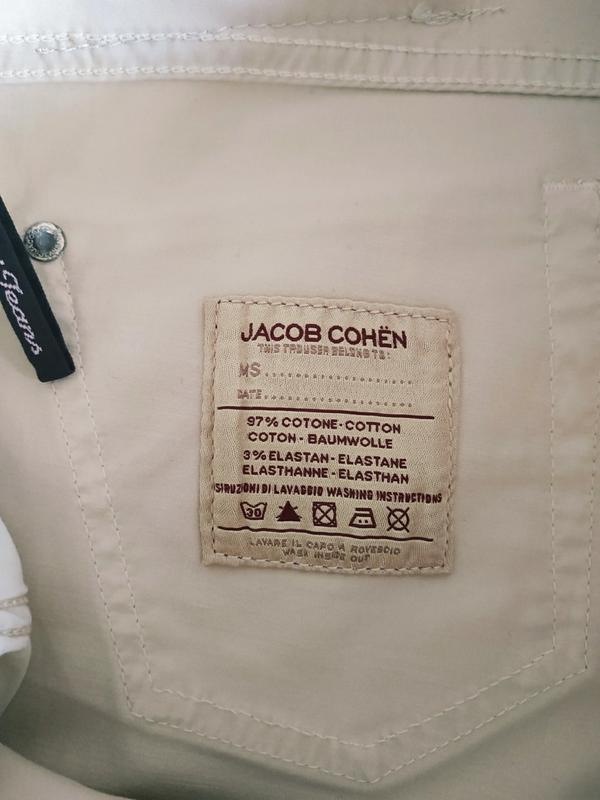 Jeans
JACOB COHËN
THIS TROUSER BELONGS TO:
MS.....................
DATE.....................
97% COTONE-COTTON
COTON - BAUMWOLLE
3% ELASTAN-ELASTANE
ELASTHANNE-ELASTHAN
ISTRUZIONI DI LAVAGGIO WASHING INSTRUCTIONS
30
LAVARE IL CAPO A ROVESCIO
WASH INSIDE OUT